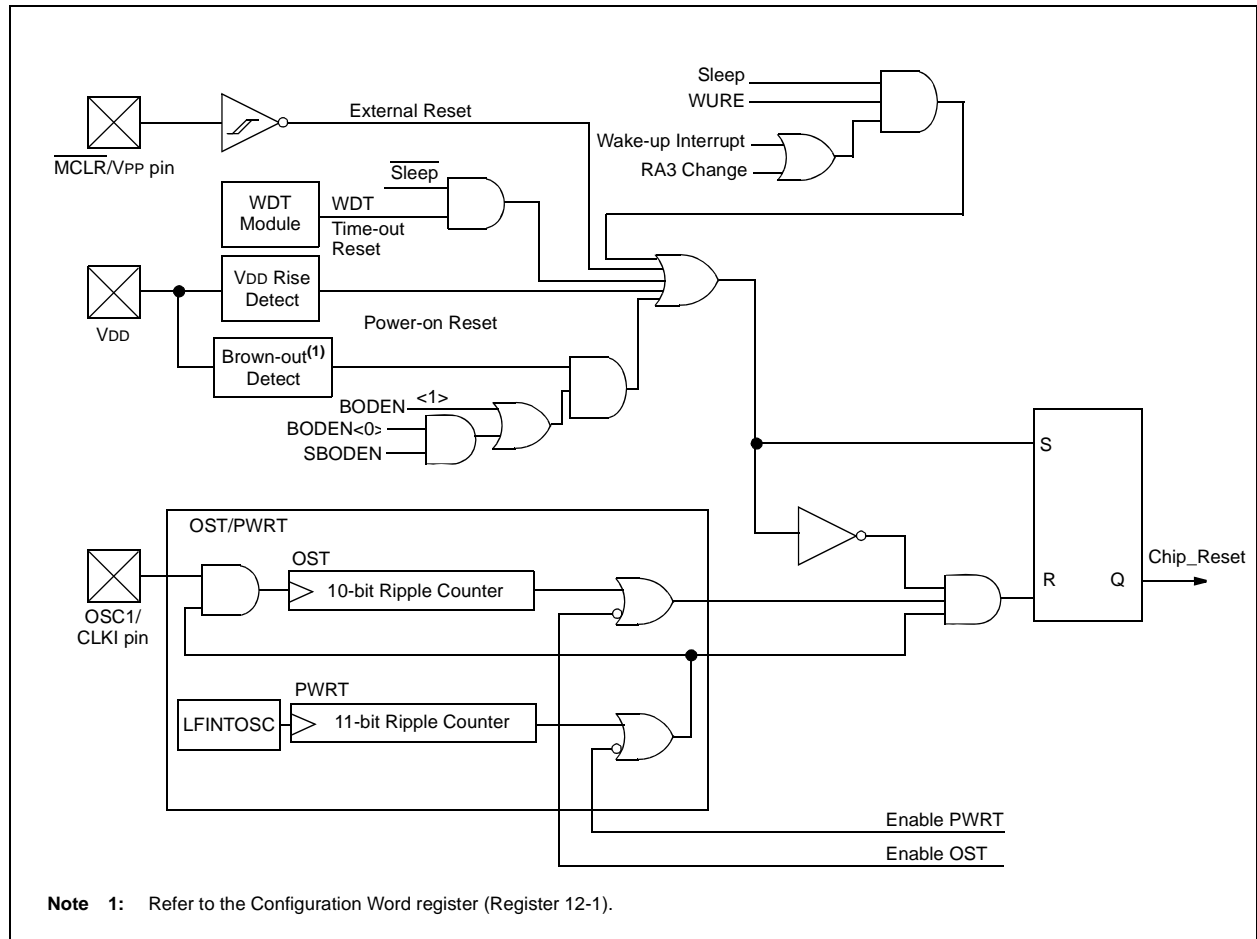 Sleep
WURE
External Reset
Wake-up Interrupt
RA3 Change
MCLR/VPP pin
Sleep
WDT
Module
WDT
Time-out
Reset
VDD Rise
Detect
VDD
Power-on Reset
Brown-out(1)
Detect
BODEN <1>
BODEN<0>
SBODEN
S
OST/PWRT
OST
10-bit Ripple Counter
Chip_Reset
R Q
OSC1/
CLKI pin
PWRT
LFINTOSC
11-bit Ripple Counter
Enable PWRT
Enable OST
Note 1: Refer to the Configuration Word register (Register 12-1).